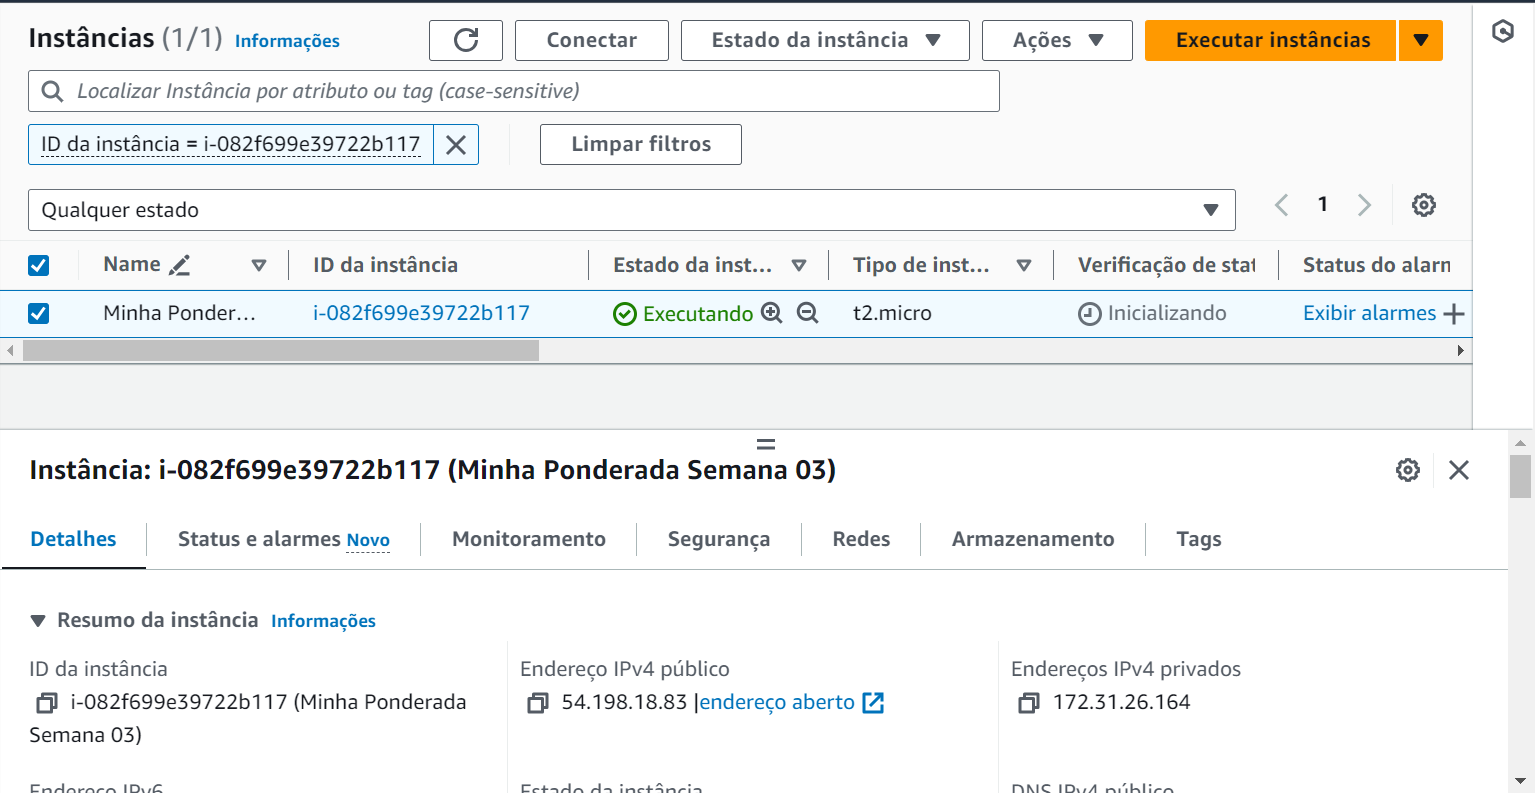 Instâncias (1/1) Informações
Conectar
Estado da instância
Ações
Executar instâncias
Localizar Instância por atributo ou tag (case-sensitive)
ID da instância = i-082f699e39722b117
Limpar filtros
Qualquer estado
1
Name ID da instância Estado da inst... Tipo de inst... Verificação de stat Status do alarm
Minha Ponder... i-082f699e39722b117 Executando t2.micro Inicializando Exibir alarmes
Instância: i-082f699e39722b117 (Minha Ponderada Semana 03)
Detalhes Status e alarmes Novo Monitoramento Segurança Redes Armazenamento Tags
Resumo da instância Informações
ID da instância
i-082f699e39722b117 (Minha Ponderada
Semana 03)
Endereço IPv4 público
54.198.18.83 |endereço aberto
Endereços IPv4 privados
172.31.26.164
Endereço IPv6
Estado da instância
DNS IPv4 público